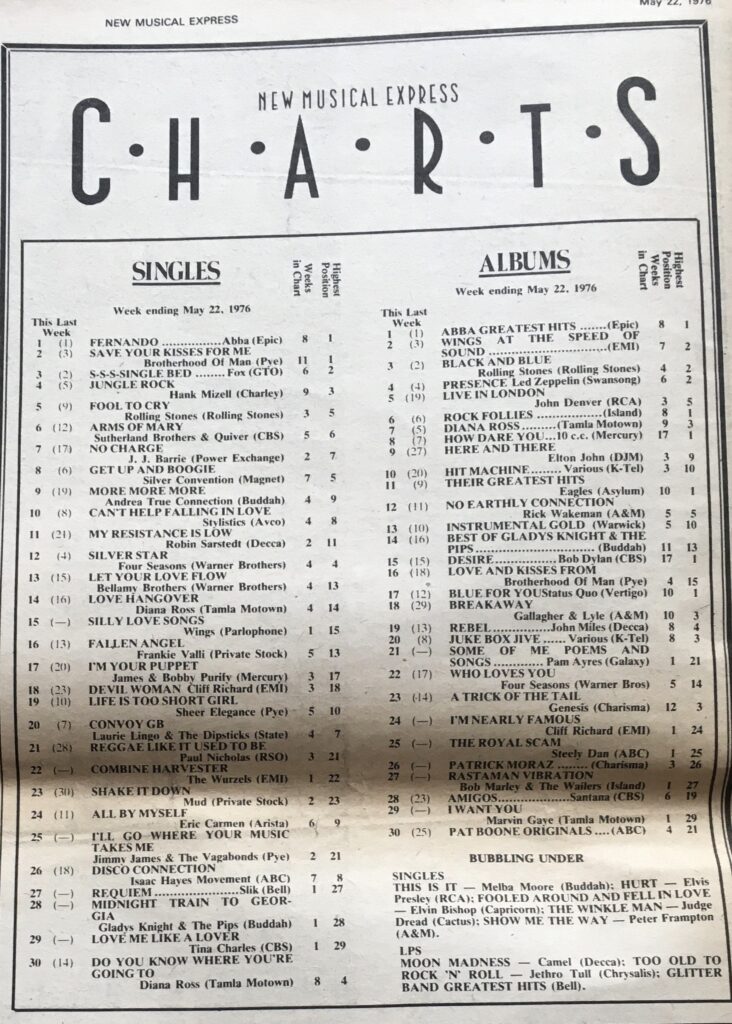 May 22, 1976
NEW MUSICAL EXPRESS
NEW MUSICAL EXPRESS
C·H·A·R·T·S
SINGLES
Weeks in Chart
Highest Position
Week ending May 22, 1976
This Last
Week
1 (1) FERNANDO ...............Abba (Epic) 8 1
2 (3) SAVE YOUR KISSES FOR ME
Brotherhood Of Man (Pye) 11 1
3 (2) S-S-S-SINGLE BED ........ Fox (GTO) 6 2
4 (5) JUNGLE ROCK
Hank Mizell (Charley) 9 3
5 (9) FOOL TO CRY
Rolling Stones (Rolling Stones) 3 5
6 (12) ARMS OF MARY
Sutherland Brothers & Quiver (CBS) 5 6
7 (17) NO CHARGE
J. J. Barrie (Power Exchange) 2 7
8 (6) GET UP AND BOOGIE
Silver Convention (Magnet) 7 5
9 (19) MORE MORE MORE
Andrea True Connection (Buddah) 4 9
10 (8) CAN'T HELP FALLING IN LOVE
Stylistics (Avco) 4 8
11 (21) MY RESISTANCE IS LOW
Robin Sarstedt (Decca) 2 11
12 (4) SILVER STAR
Four Seasons (Warner Brothers) 4 4
13 (15) LET YOUR LOVE FLOW
Bellamy Brothers (Warner Brothers) 4 13
14 (16) LOVE HANGOVER
Diana Ross (Tamla Motown) 4 14
15 (—) SILLY LOVE SONGS
Wings (Parlophone) 1 15
16 (13) FALLEN ANGEL
Frankie Valli (Private Stock) 5 13
17 (20) I'M YOUR PUPPET
James & Bobby Purify (Mercury) 3 17
18 (23) DEVIL WOMAN Cliff Richard (EMI) 3 18
19 (10) LIFE IS TOO SHORT GIRL
Sheer Elegance (Pye) 5 10
20 (7) CONVOY GB
Laurie Lingo & The Dipsticks (State) 4 7
21 (28) REGGAE LIKE IT USED TO BE
Paul Nicholas (RSO) 3 21
22 (—) COMBINE HARVESTER
The Wurzels (EMI) 1 22
23 (30) SHAKE IT DOWN
Mud (Private Stock) 2 23
24 (11) ALL BY MYSELF
Eric Carmen (Arista) 6 9
25 (—) I'LL GO WHERE YOUR MUSIC
TAKES ME
Jimmy James & The Vagabonds (Pye) 2 21
26 (18) DISCO CONNECTION
Isaac Hayes Movement (ABC) 7 8
27 (—) REQUIEM .....................Slik (Bell) 1 27
28 (—) MIDNIGHT TRAIN TO GEOR-
GIA
Gladys Knight & The Pips (Buddah) 1 28
29 (—) LOVE ME LIKE A LOVER
Tina Charles (CBS) 1 29
30 (14) DO YOU KNOW WHERE YOU'RE
GOING TO
Diana Ross (Tamla Motown) 8 4
ALBUMS
Weeks in Chart
Highest Position
Week ending May 22, 1976
This Last
Week
1 (1) ABBA GREATEST HITS .......(Epic) 8 1
2 (3) WINGS AT THE SPEED OF
SOUND ..........................(EMI) 7 2
3 (2) BLACK AND BLUE
Rolling Stones (Rolling Stones) 4 2
4 (4) PRESENCE Led Zeppelin (Swansong) 6 2
5 (19) LIVE IN LONDON
John Denver (RCA) 3 5
6 (6) ROCK FOLLIES ................(Island) 8 1
7 (5) DIANA ROSS .........(Tamla Motown) 9 3
8 (7) HOW DARE YOU...10 c.c. (Mercury) 17 1
9 (27) HERE AND THERE
Elton John (DJM) 3 9
10 (20) HIT MACHINE........ Various (K-Tel) 3 10
11 (9) THEIR GREATEST HITS
Eagles (Asylum) 10 1
12 (11) NO EARTHLY CONNECTION
Rick Wakeman (A&M) 5 5
13 (10) INSTRUMENTAL GOLD (Warwick) 5 10
14 (16) BEST OF GLADYS KNIGHT & THE
PIPS ..........................(Buddah) 11 13
15 (15) DESIRE ............Bob Dylan (CBS) 17 1
16 (18) LOVE AND KISSES FROM
Brotherhood Of Man (Pye) 4 15
17 (12) BLUE FOR YOUStatus Quo (Vertigo) 10 1
18 (29) BREAKAWAY
Gallagher & Lyle (A&M) 10 3
19 (13) REBEL .............John Miles (Decca) 8 4
20 (8) JUKE BOX JIVE ...... Various (K-Tel) 8 3
21 (—) SOME OF ME POEMS AND
SONGS .............. Pam Ayres (Galaxy) 1 21
22 (17) WHO LOVES YOU
Four Seasons (Warner Bros) 5 14
23 (14) A TRICK OF THE TAIL
Genesis (Charisma) 12 3
24 (—) I'M NEARLY FAMOUS
Cliff Richard (EMI) 1 24
25 (—) THE ROYAL SCAM
Steely Dan (ABC) 1 25
26 (—) PATRICK MORAZ ........(Charisma) 3 26
27 (—) RASTAMAN VIBRATION
Bob Marley & The Wailers (Island) 1 27
28 (23) AMIGOS..................Santana (CBS) 6 19
29 (—) I WANT YOU
Marvin Gaye (Tamla Motown) 1 29
30 (25) PAT BOONE ORIGINALS ....(ABC) 4 21
BUBBLING UNDER
SINGLES
THIS IS IT — Melba Moore (Buddah); HURT — Elvis
Presley (RCA); FOOLED AROUND AND FELL IN LOVE
— Elvin Bishop (Capricorn); THE WINKLE MAN — Judge
Dread (Cactus); SHOW ME THE WAY — Peter Frampton
(A&M).
LPS
MOON MADNESS — Camel (Decca); TOO OLD TO
ROCK 'N' ROLL — Jethro Tull (Chrysalis); GLITTER
BAND GREATEST HITS (Bell).